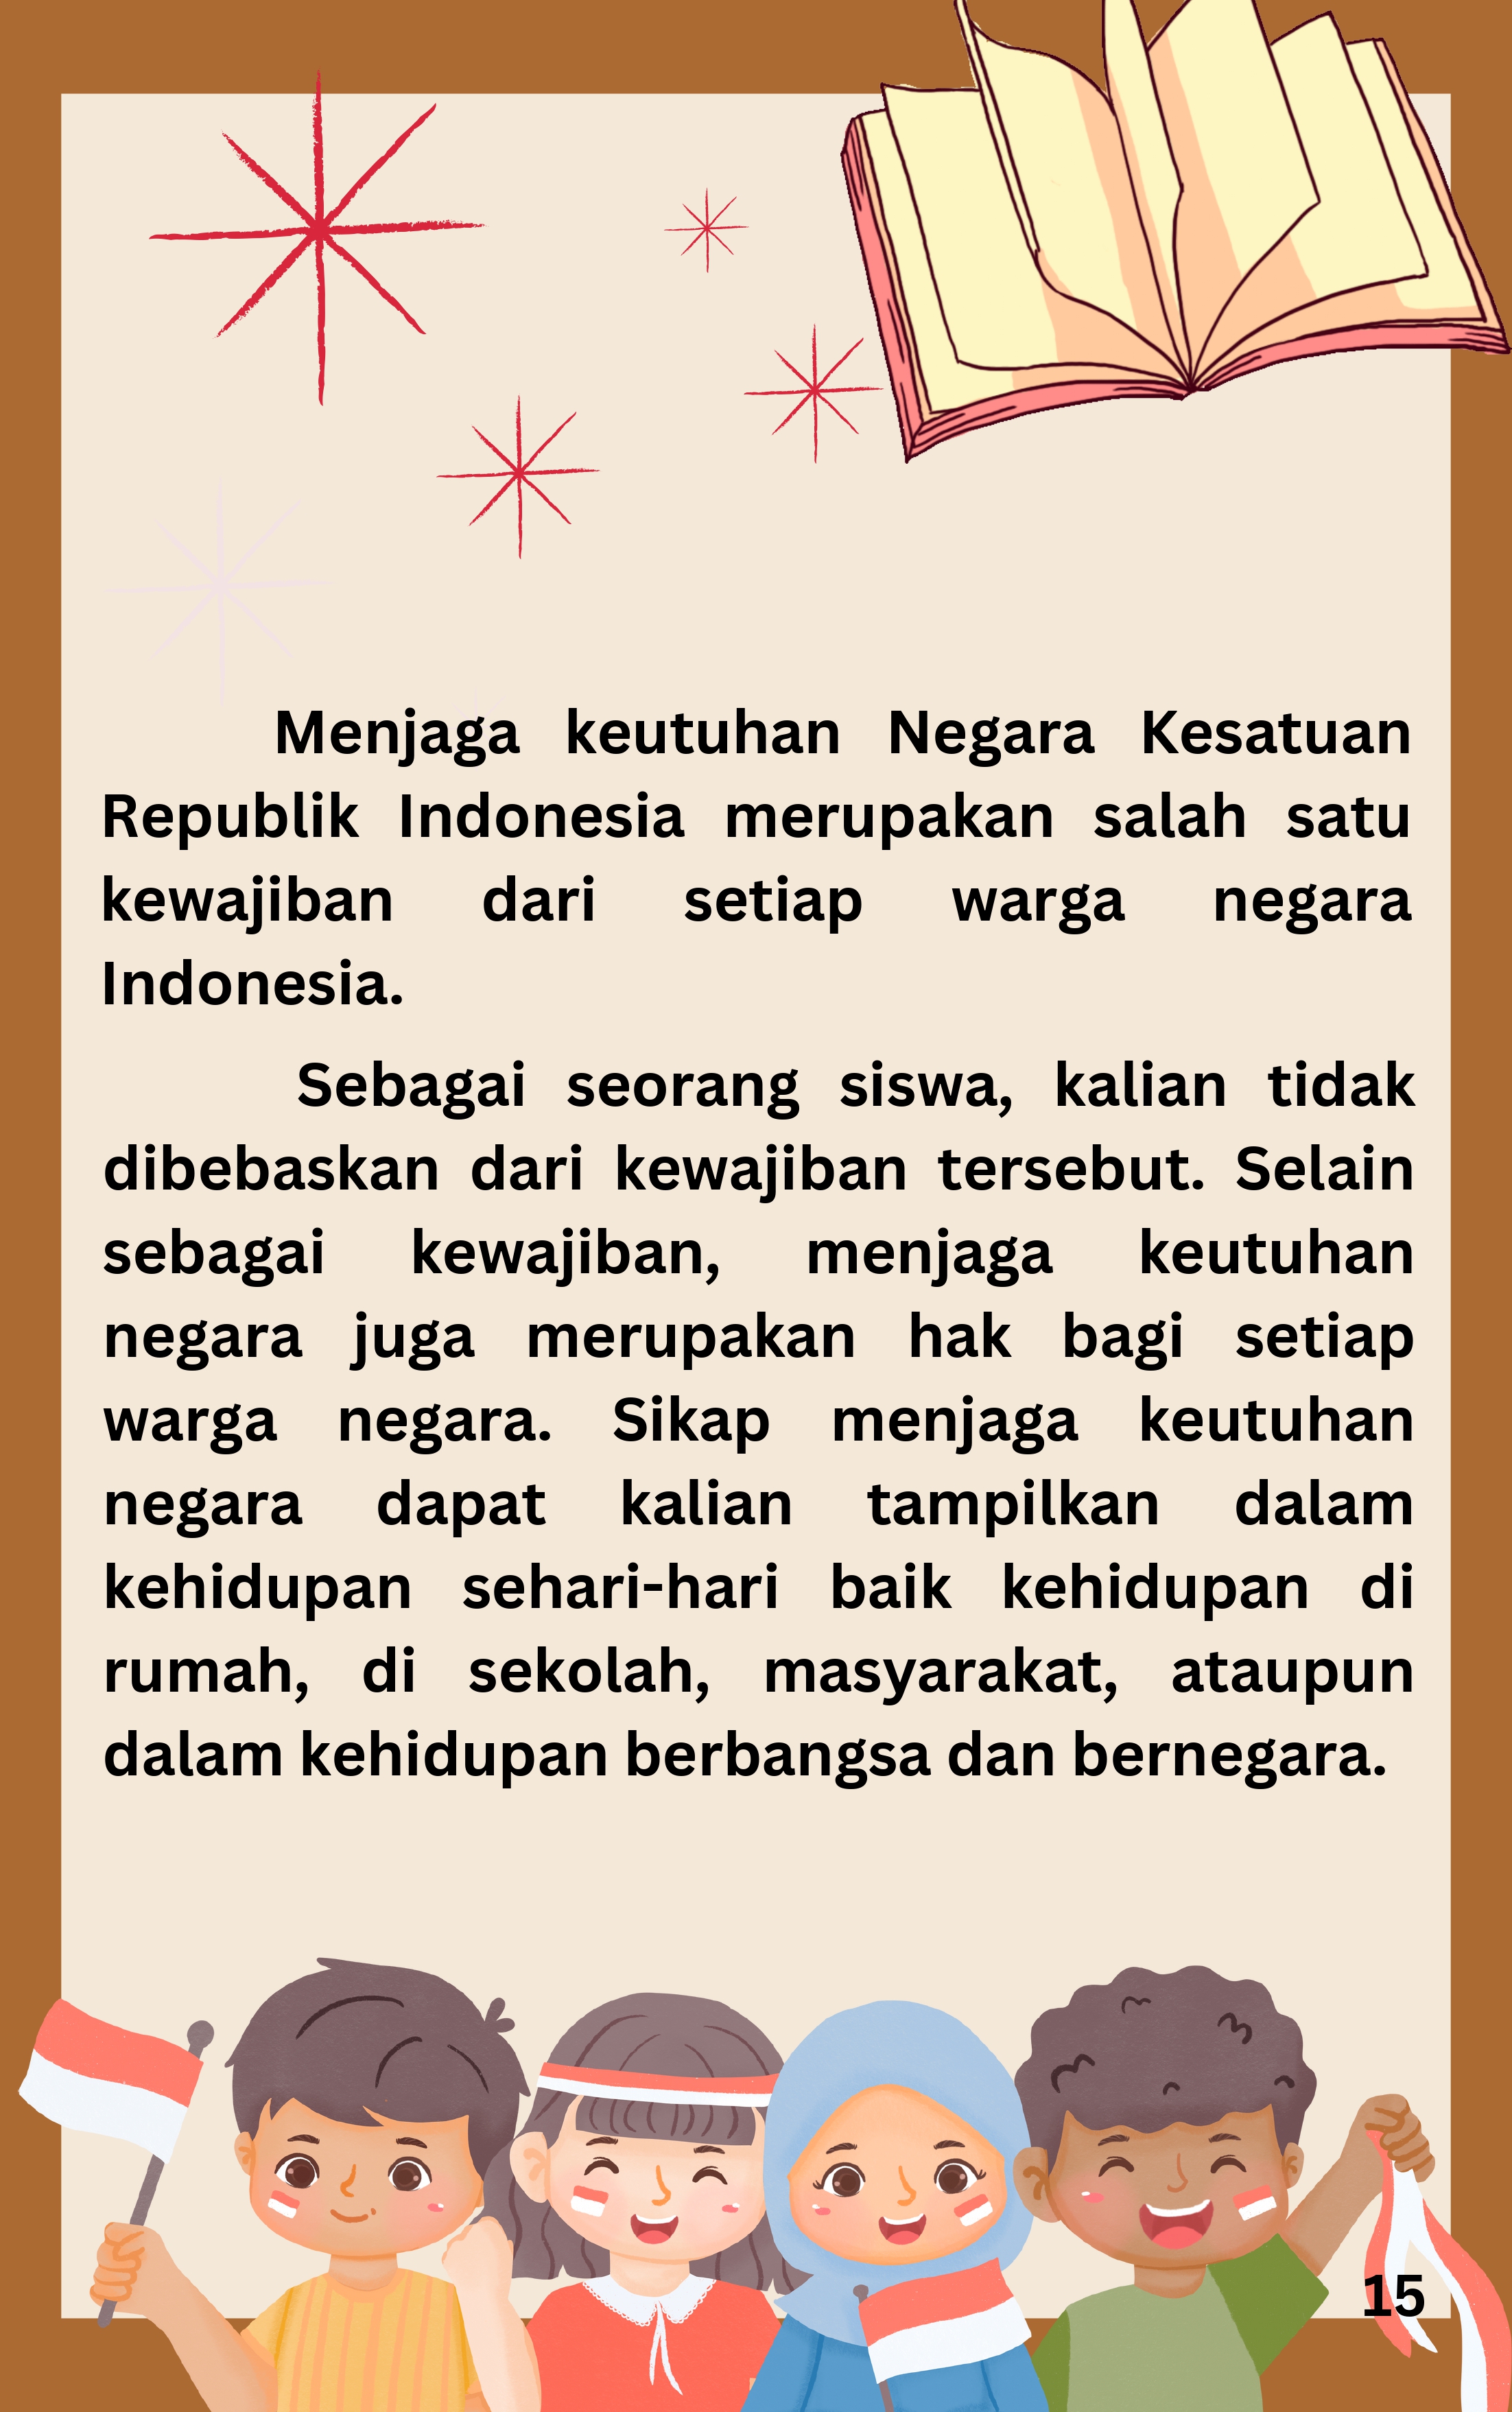 Menjaga keutuhan Negara Kesatuan
Republik Indonesia merupakan salah satu
kewajiban dari setiap warga negara
Indonesia.
Sebagai seorang siswa, kalian tidak
dibebaskan dari kewajiban tersebut. Selain
sebagai kewajiban, menjaga keutuhan
negara juga merupakan hak bagi setiap
warga negara. Sikap menjaga keutuhan
negara dapat kalian tampilkan dalam
kehidupan sehari-hari baik kehidupan di
rumah, di sekolah, masyarakat, ataupun
dalam kehidupan berbangsa dan bernegara.
15